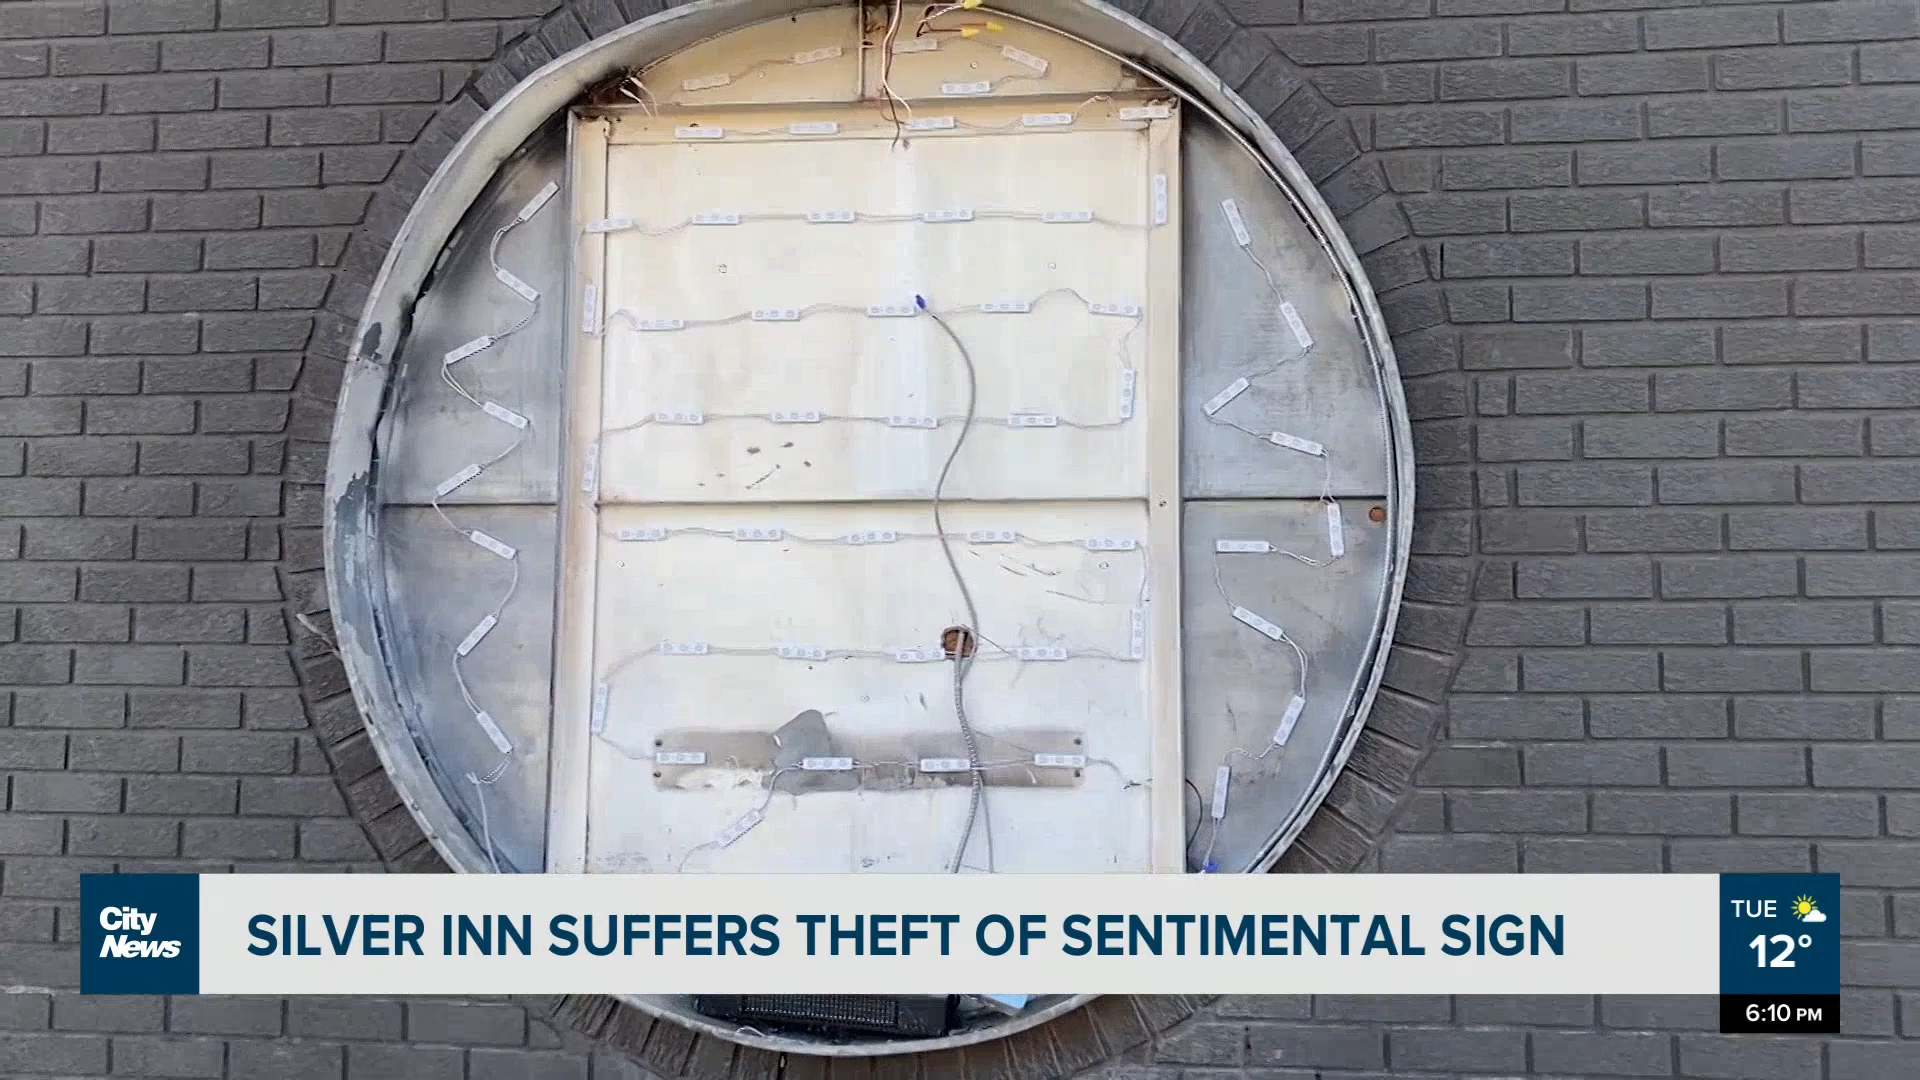 City
News
SILVER INN SUFFERS THEFT OF SENTIMENTAL SIGN
TUE
12°
6:10 PM